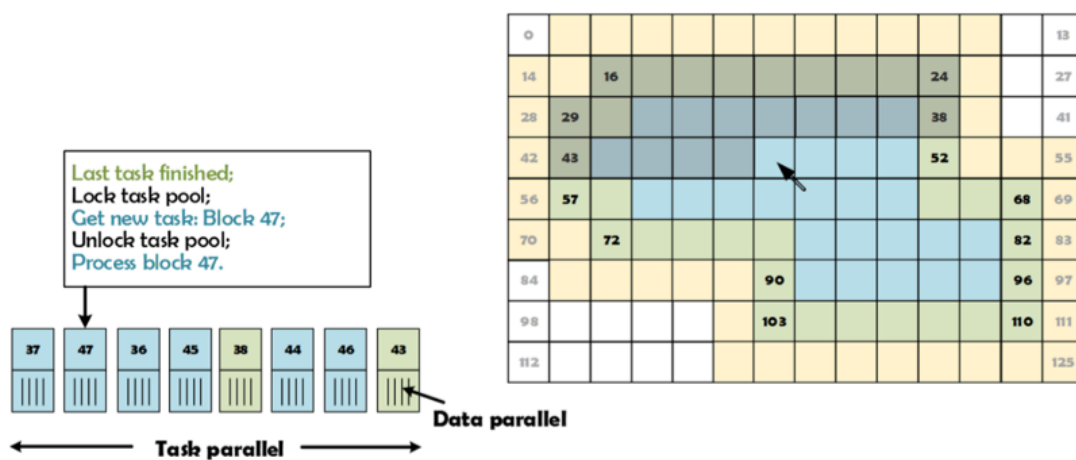 0 13
14 16 24 27
28 29 38 41
42 43 52 55
56 57 68 69
70 72 82 83
84 90 96 97
98 103 110 111
112 125
Last task finished;
Lock task pool;
Get new task: Block 47;
Unlock task pool;
Process block 47.
37 47 36 45 38 44 46 43
Data parallel
Task parallel